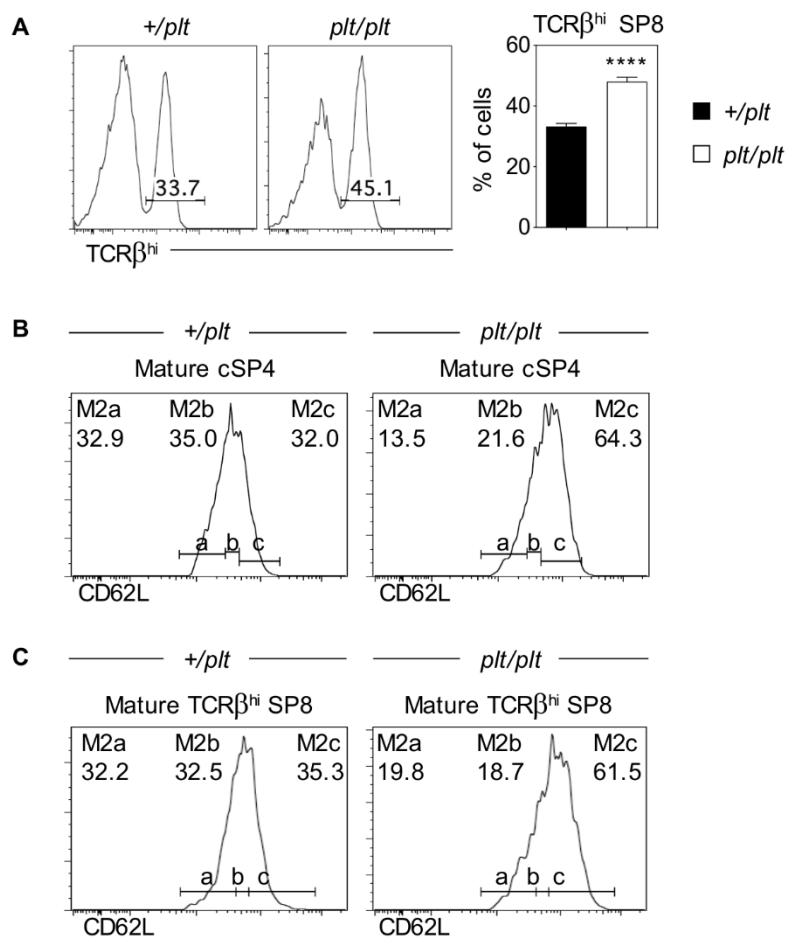 A
+/plt
plt/plt
TCRβhi SP8
33.7
45.1
TCRβhi
% of cells
60
40
20
0
****
+/plt
plt/plt
B
+/plt
plt/plt
Mature cSP4
Mature cSP4
M2a M2b M2c
32.9 35.0 32.0
a b c
CD62L
M2a M2b M2c
13.5 21.6 64.3
a b c
CD62L
C
+/plt
plt/plt
Mature TCRβhi SP8
Mature TCRβhi SP8
M2a M2b M2c
32.2 32.5 35.3
a b c
CD62L
M2a M2b M2c
19.8 18.7 61.5
a b c
CD62L